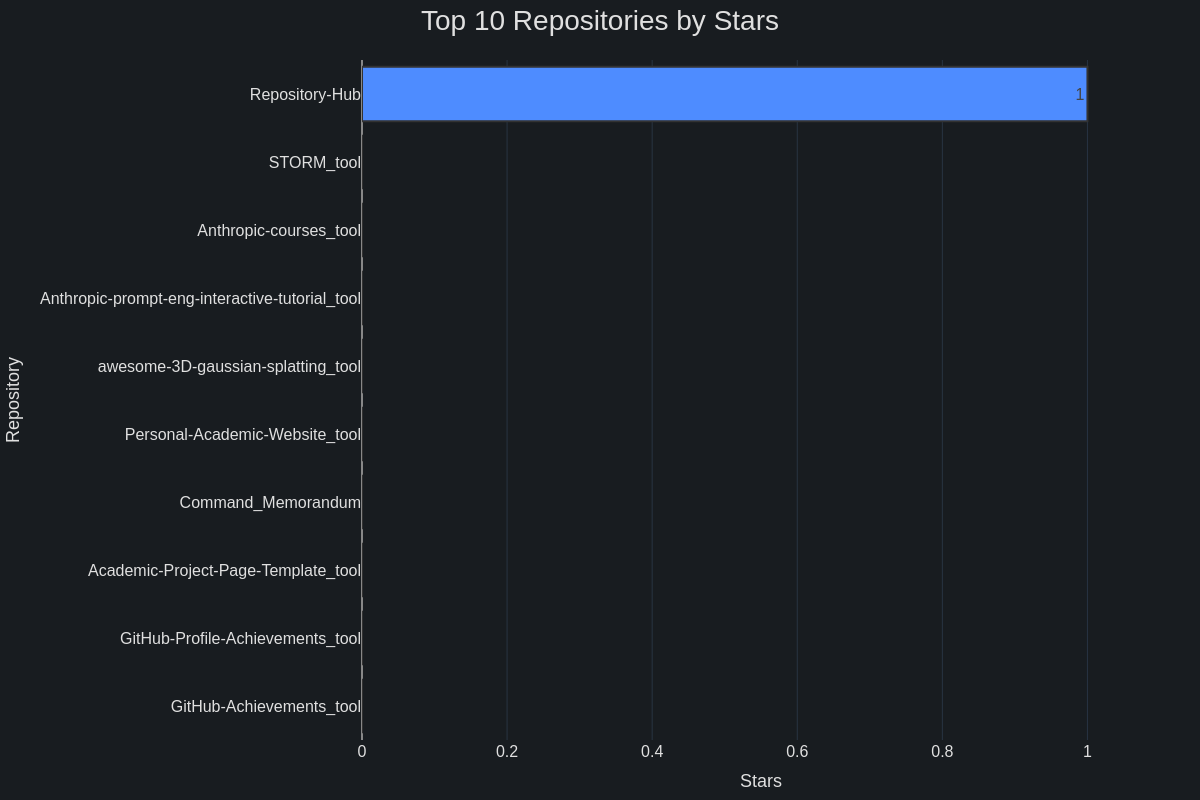 Top 10 Repositories by Stars
Repository-Hub
1
STORM_tool
Anthropic-courses_tool
Anthropic-prompt-eng-interactive-tutorial_tool
awesome-3D-gaussian-splatting_tool
Personal-Academic-Website_tool
Command_Memorandum
Academic-Project-Page-Template_tool
GitHub-Profile-Achievements_tool
GitHub-Achievements_tool
Repository
0 0.2 0.4 0.6 0.8 1
Stars